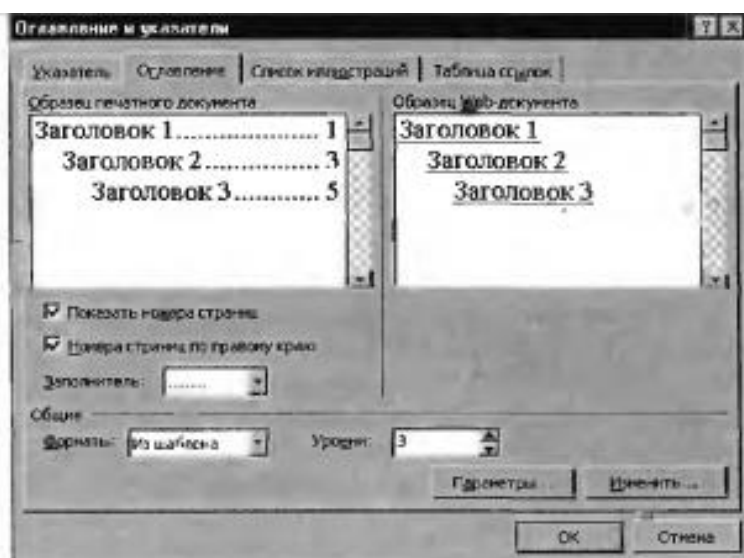 Оглавление и указатели
Указатель Оглавление Список иллюстраций Таблица ссылок
Образец печатного документа
Заголовок 1................... 1
Заголовок 2............... 3
Заголовок 3............. 5
Образец Web-документа
Заголовок 1
Заголовок 2
Заголовок 3
Показать номера страниц
Номера страниц по правому краю
Заполнитель: ........
Общие
Форматы: Из шаблона Уровни: 3
Параметры... Изменить...
ОК Отмена